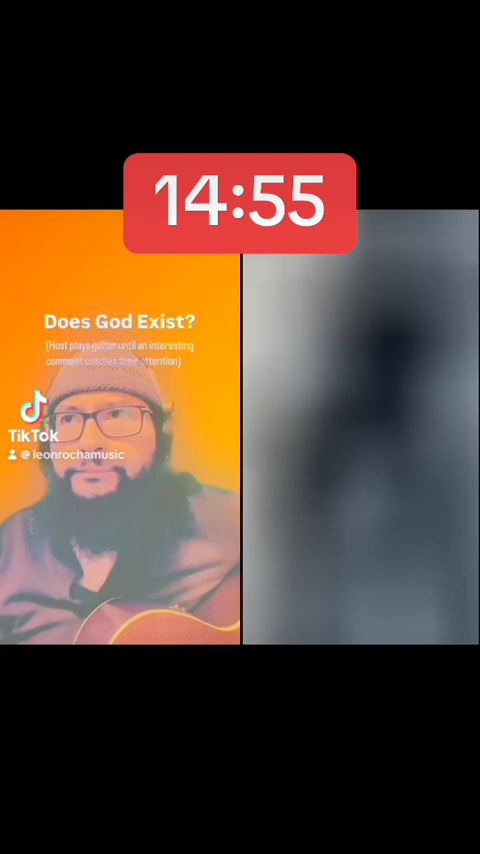 14:55
Does God Exist?
(Host plays guitar until an interesting
comment catches their attention)
TikTok
@leonrochamusic